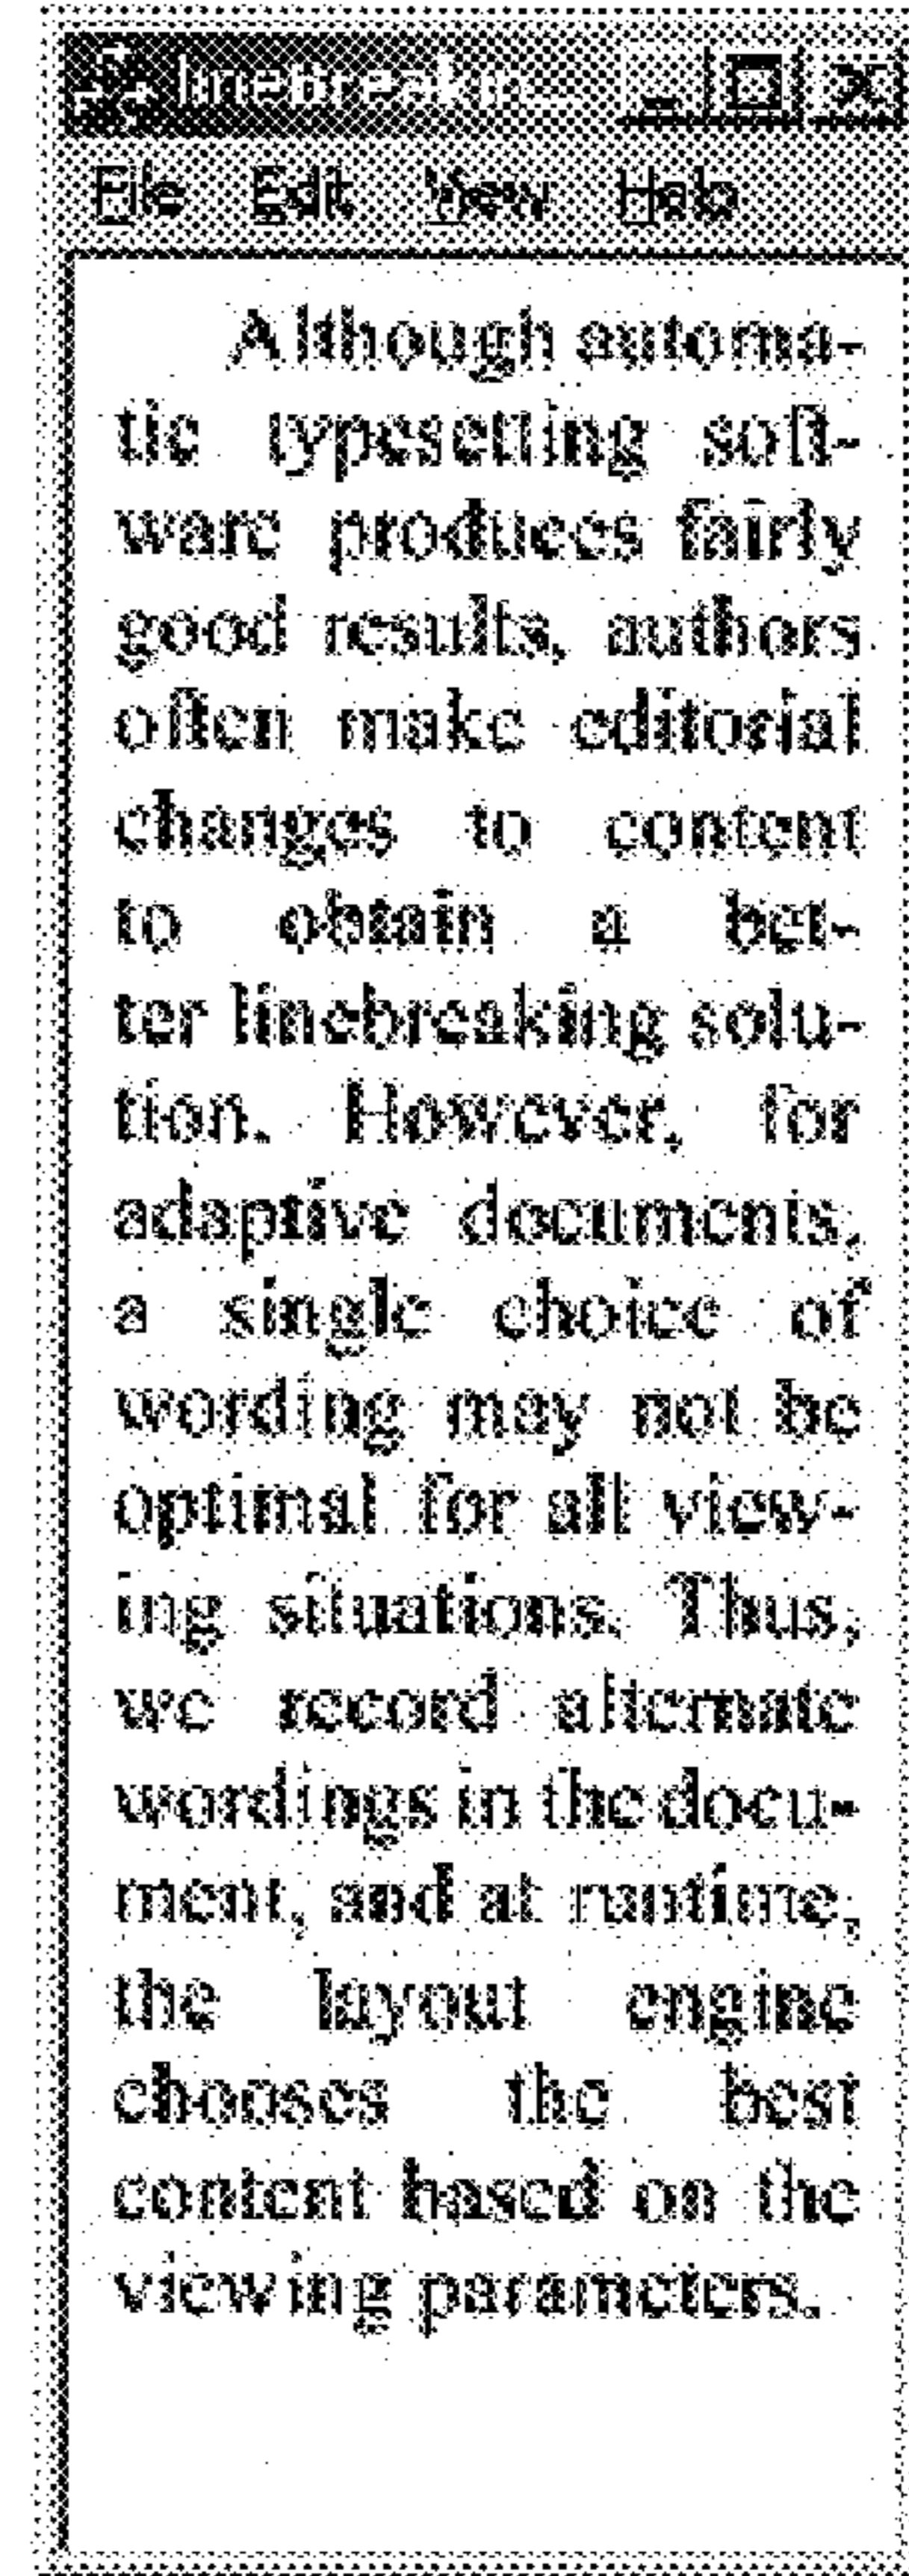 linebreakin...
File Edit View Help
Although automa-
tic typesetting soft-
ware produces fairly
good results, authors
often make editorial
changes to content
to obtain a bet-
ter linebreaking solu-
tion. However, for
adaptive documents,
a single choice of
wording may not be
optimal for all view-
ing situations. Thus,
we record alternate
wordings in the docu-
ment, and at runtime,
the layout engine
chooses the best
content based on the
viewing parameters.